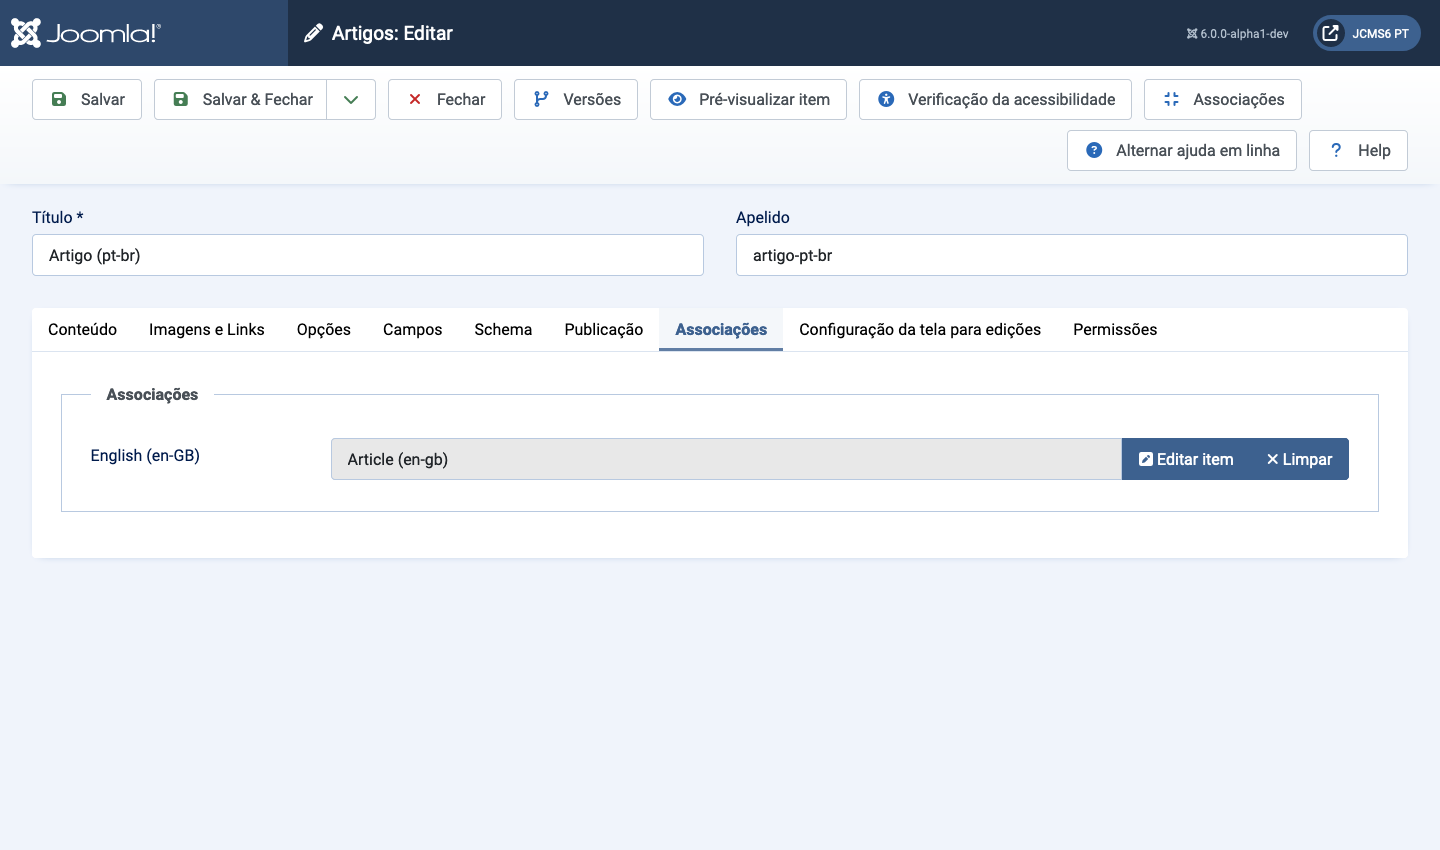 Joomla!® Artigos: Editar 6.0.0-alpha1-dev JCMS6 PT
Salvar Salvar & Fechar Fechar Versões Pré-visualizar item Verificação da acessibilidade Associações
Alternar ajuda em linha ? Help
Título * Apelido
Artigo (pt-br) artigo-pt-br
Conteúdo Imagens e Links Opções Campos Schema Publicação Associações Configuração da tela para edições Permissões
Associações
English (en-GB) Article (en-gb) Editar item Limpar